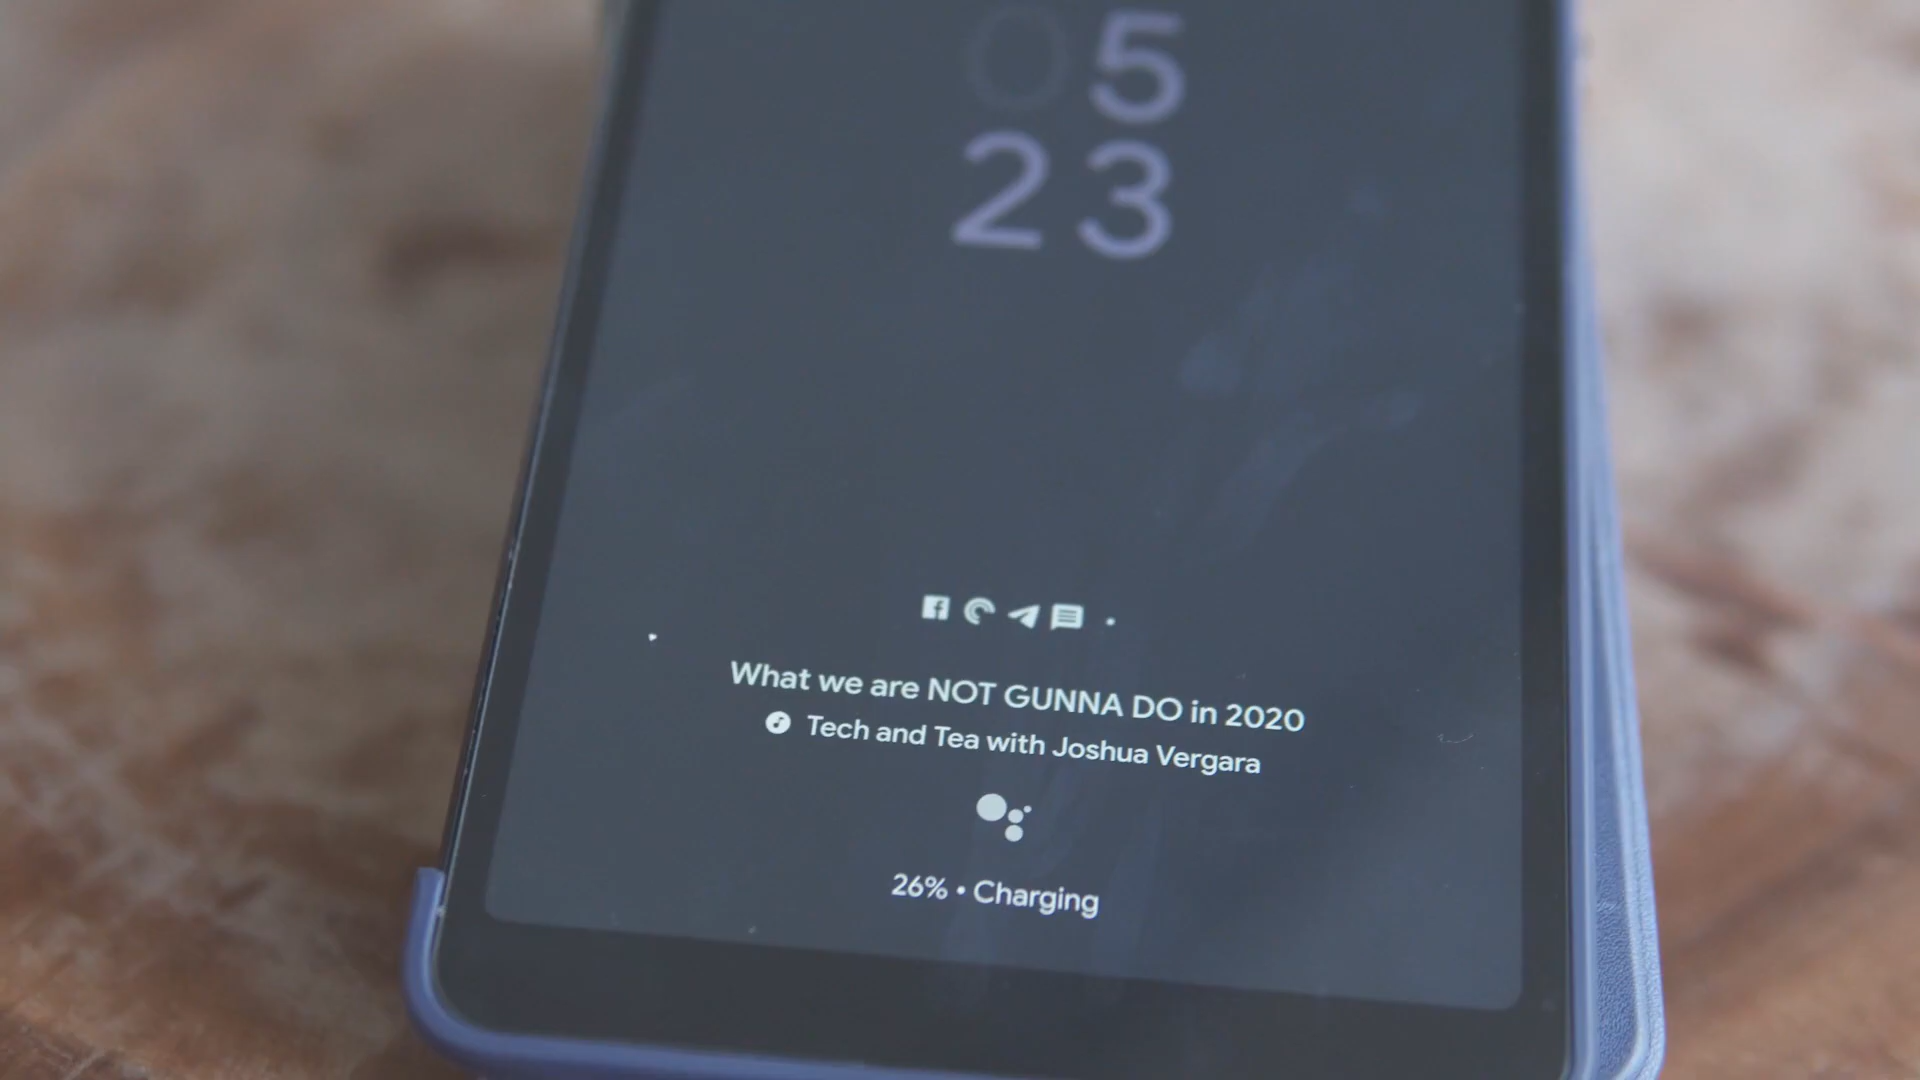 05
23
What we are NOT GUNNA DO in 2020
Tech and Tea with Joshua Vergara
26% • Charging